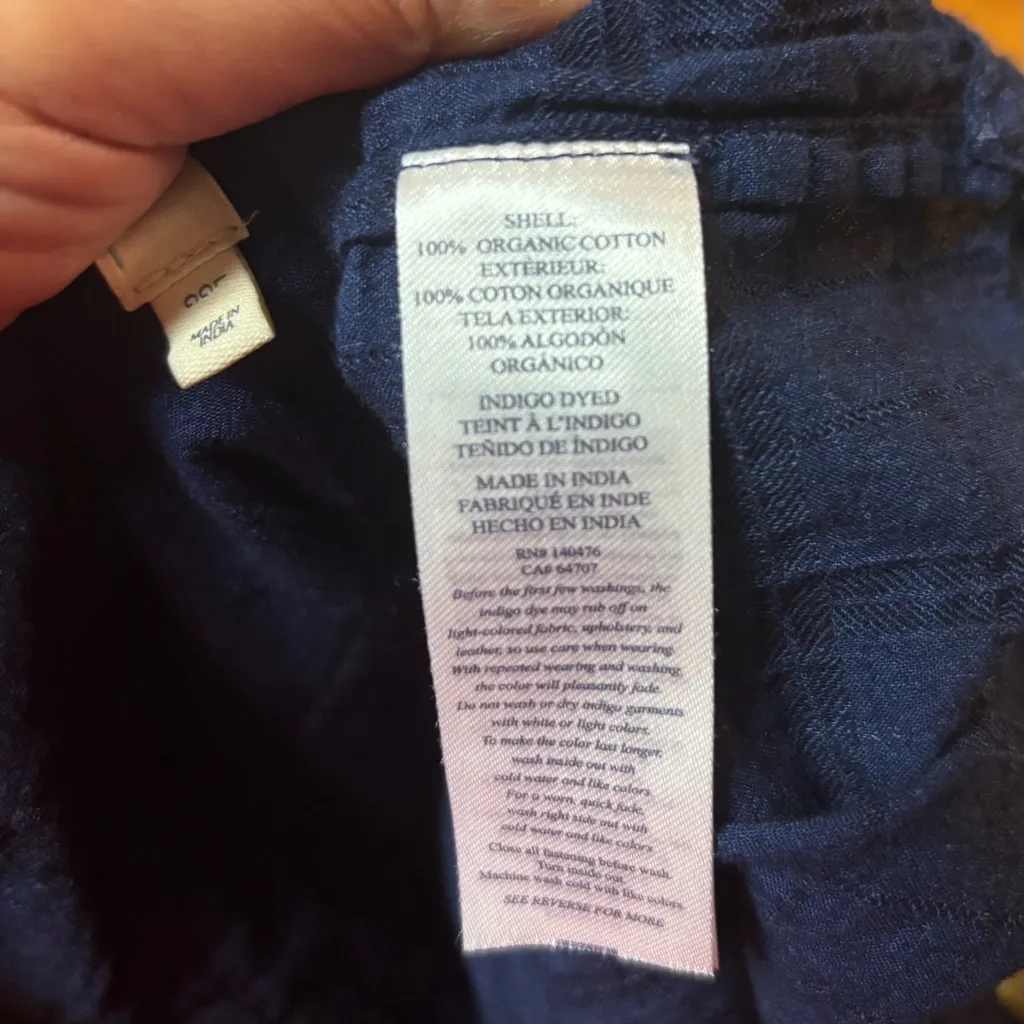 SHELL:
100% ORGANIC COTTON
EXTÉRIEUR:
100% COTON ORGANIQUE
TELA EXTERIOR:
100% ALGODÓN
ORGÁNICO
INDIGO DYED
TEINT À L'INDIGO
TEÑIDO DE ÍNDIGO
MADE IN INDIA
FABRIQUÉ EN INDE
HECHO EN INDIA
RN# 140476
CA# 64707
Before the first few washings, the
indigo dye may rub off on
light-colored fabric, upholstery, and
leather, so use care when wearing.
With repeated wearing and washing,
the color will pleasantly fade.
Do not wash or dry indigo garments
with white or light colors.
To make the color last longer,
wash inside out with
cold water and like colors.
For a worn, quick fade,
wash right side out with
cold water and like colors.
Close all fastening before wash.
Turn inside out.
Machine wash cold with like colors.
SEE REVERSE FOR MORE
MADE IN
INDIA